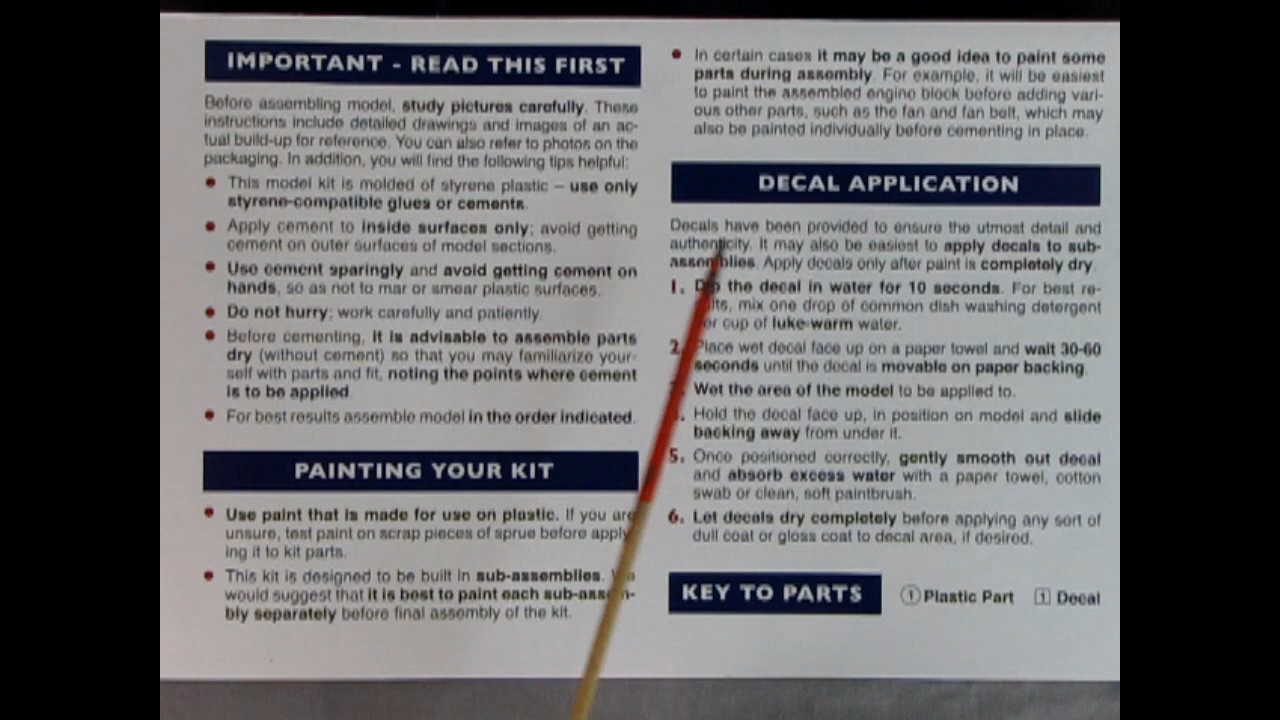 IMPORTANT - READ THIS FIRST
Before assembling model, study pictures carefully. These
instructions include detailed drawings and images of an ac-
tual build-up for reference. You can also refer to photos on the
packaging. In addition, you will find the following tips helpful:
• This model kit is molded of styrene plastic – use only
styrene-compatible glues or cements.
• Apply cement to inside surfaces only; avoid getting
cement on outer surfaces of model sections.
• Use cement sparingly and avoid getting cement on
hands, so as not to mar or smear plastic surfaces.
• Do not hurry; work carefully and patiently.
• Before cementing, it is advisable to assemble parts
dry (without cement) so that you may familiarize your-
self with parts and fit, noting the points where cement
is to be applied.
• For best results assemble model in the order indicated.
PAINTING YOUR KIT
• Use paint that is made for use on plastic. If you are
unsure, test paint on scrap pieces of sprue before apply-
ing it to kit parts.
• This kit is designed to be built in sub-assemblies. We
would suggest that it is best to paint each sub-assem-
bly separately before final assembly of the kit.
• In certain cases it may be a good idea to paint some
parts during assembly. For example, it will be easiest
to paint the assembled engine block before adding vari-
ous other parts, such as the fan and fan belt, which may
also be painted individually before cementing in place.
DECAL APPLICATION
Decals have been provided to ensure the utmost detail and
authenticity. It may also be easiest to apply decals to sub-
assemblies. Apply decals only after paint is completely dry.
1. Dip the decal in water for 10 seconds. For best re-
sults, mix one drop of common dish washing detergent
per cup of luke-warm water.
2. Place wet decal face up on a paper towel and wait 30-60
seconds until the decal is movable on paper backing.
Wet the area of the model to be applied to.
Hold the decal face up, in position on model and slide
backing away from under it.
5. Once positioned correctly, gently smooth out decal
and absorb excess water with a paper towel, cotton
swab or clean, soft paintbrush.
6. Let decals dry completely before applying any sort of
dull coat or gloss coat to decal area, if desired.
KEY TO PARTS 1 Plastic Part 1 Decal